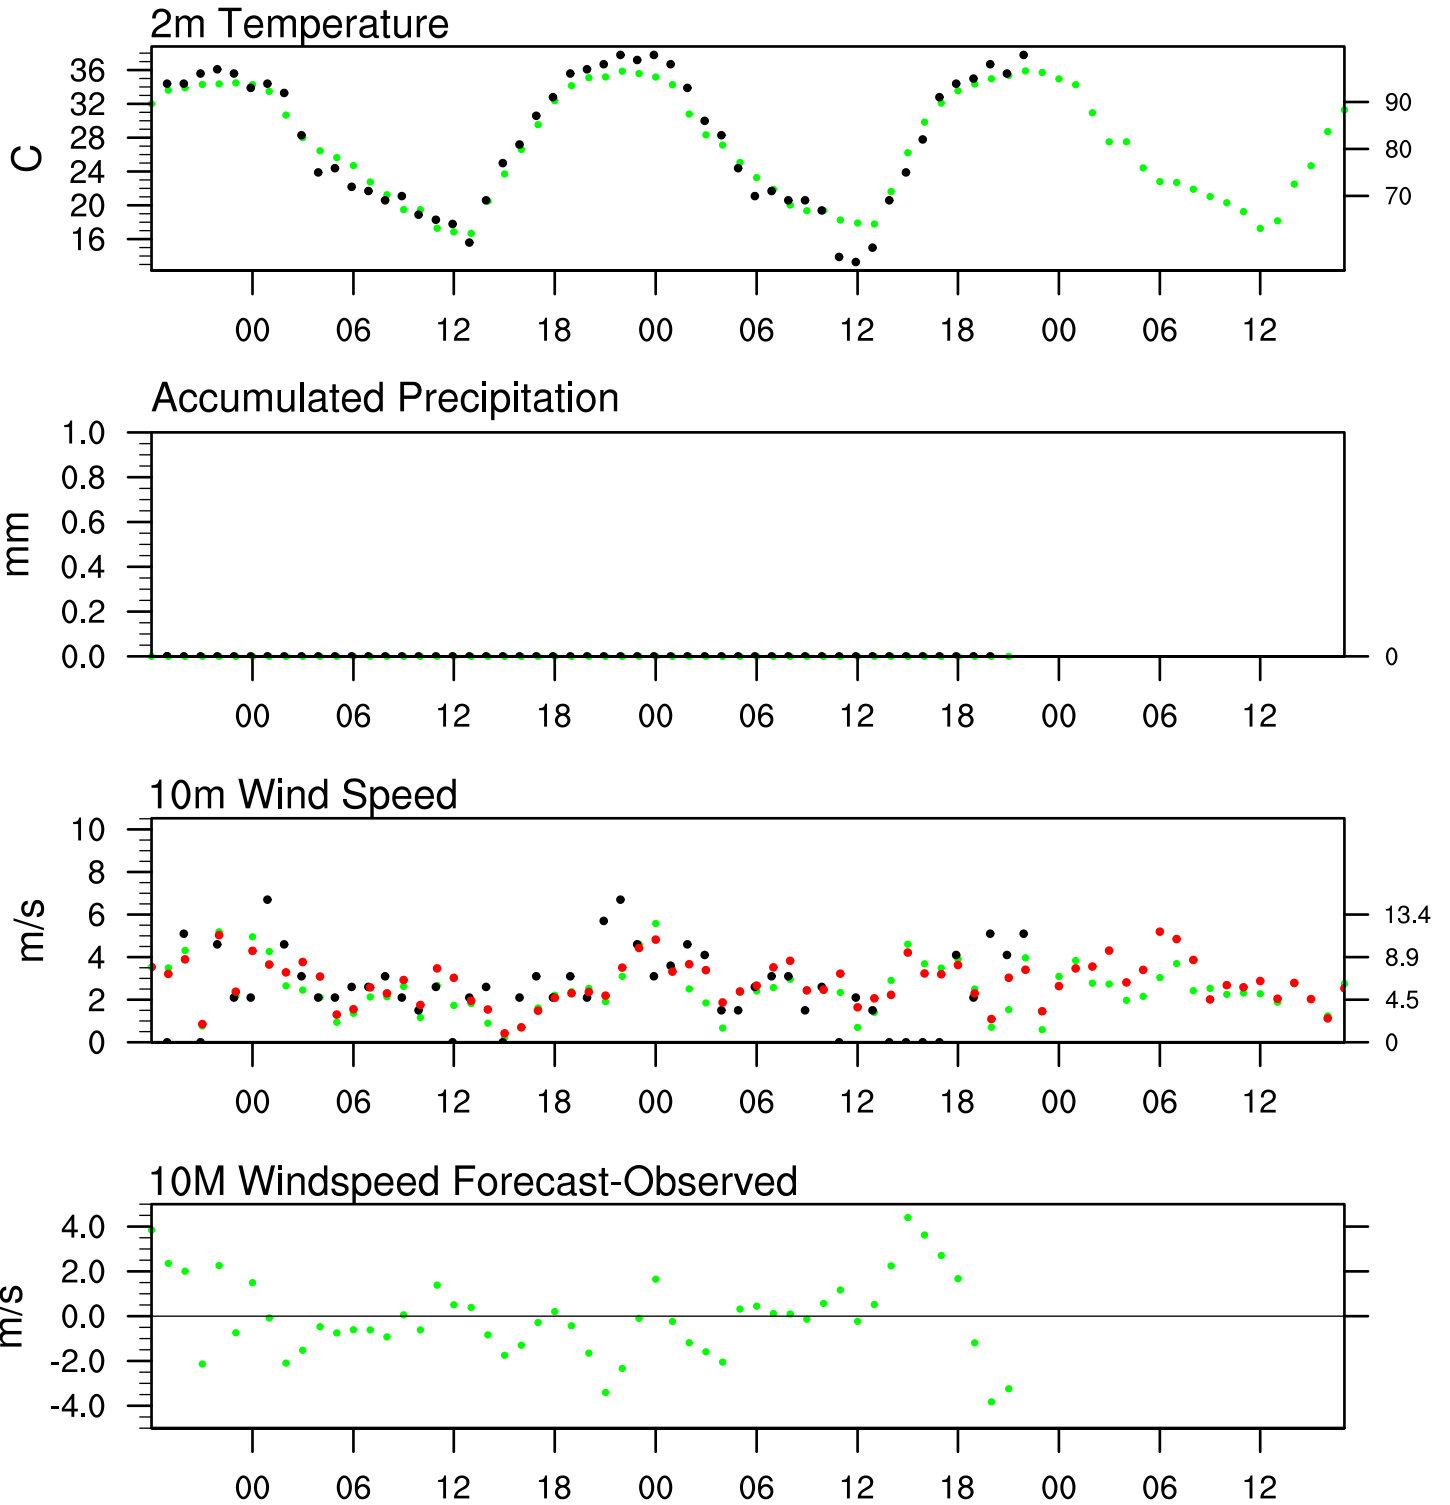 2m Temperature
36
32
28
24
20
16
C
90
80
70
00 06 12 18 00 06 12 18 00 06 12
Accumulated Precipitation
1.0
0.8
0.6
0.4
0.2
0.0
mm
0
00 06 12 18 00 06 12 18 00 06 12
10m Wind Speed
10
8
6
4
2
0
m/s
13.4
8.9
4.5
0
00 06 12 18 00 06 12 18 00 06 12
10M Windspeed Forecast-Observed
4.0
2.0
0.0
-2.0
-4.0
m/s
00 06 12 18 00 06 12 18 00 06 12